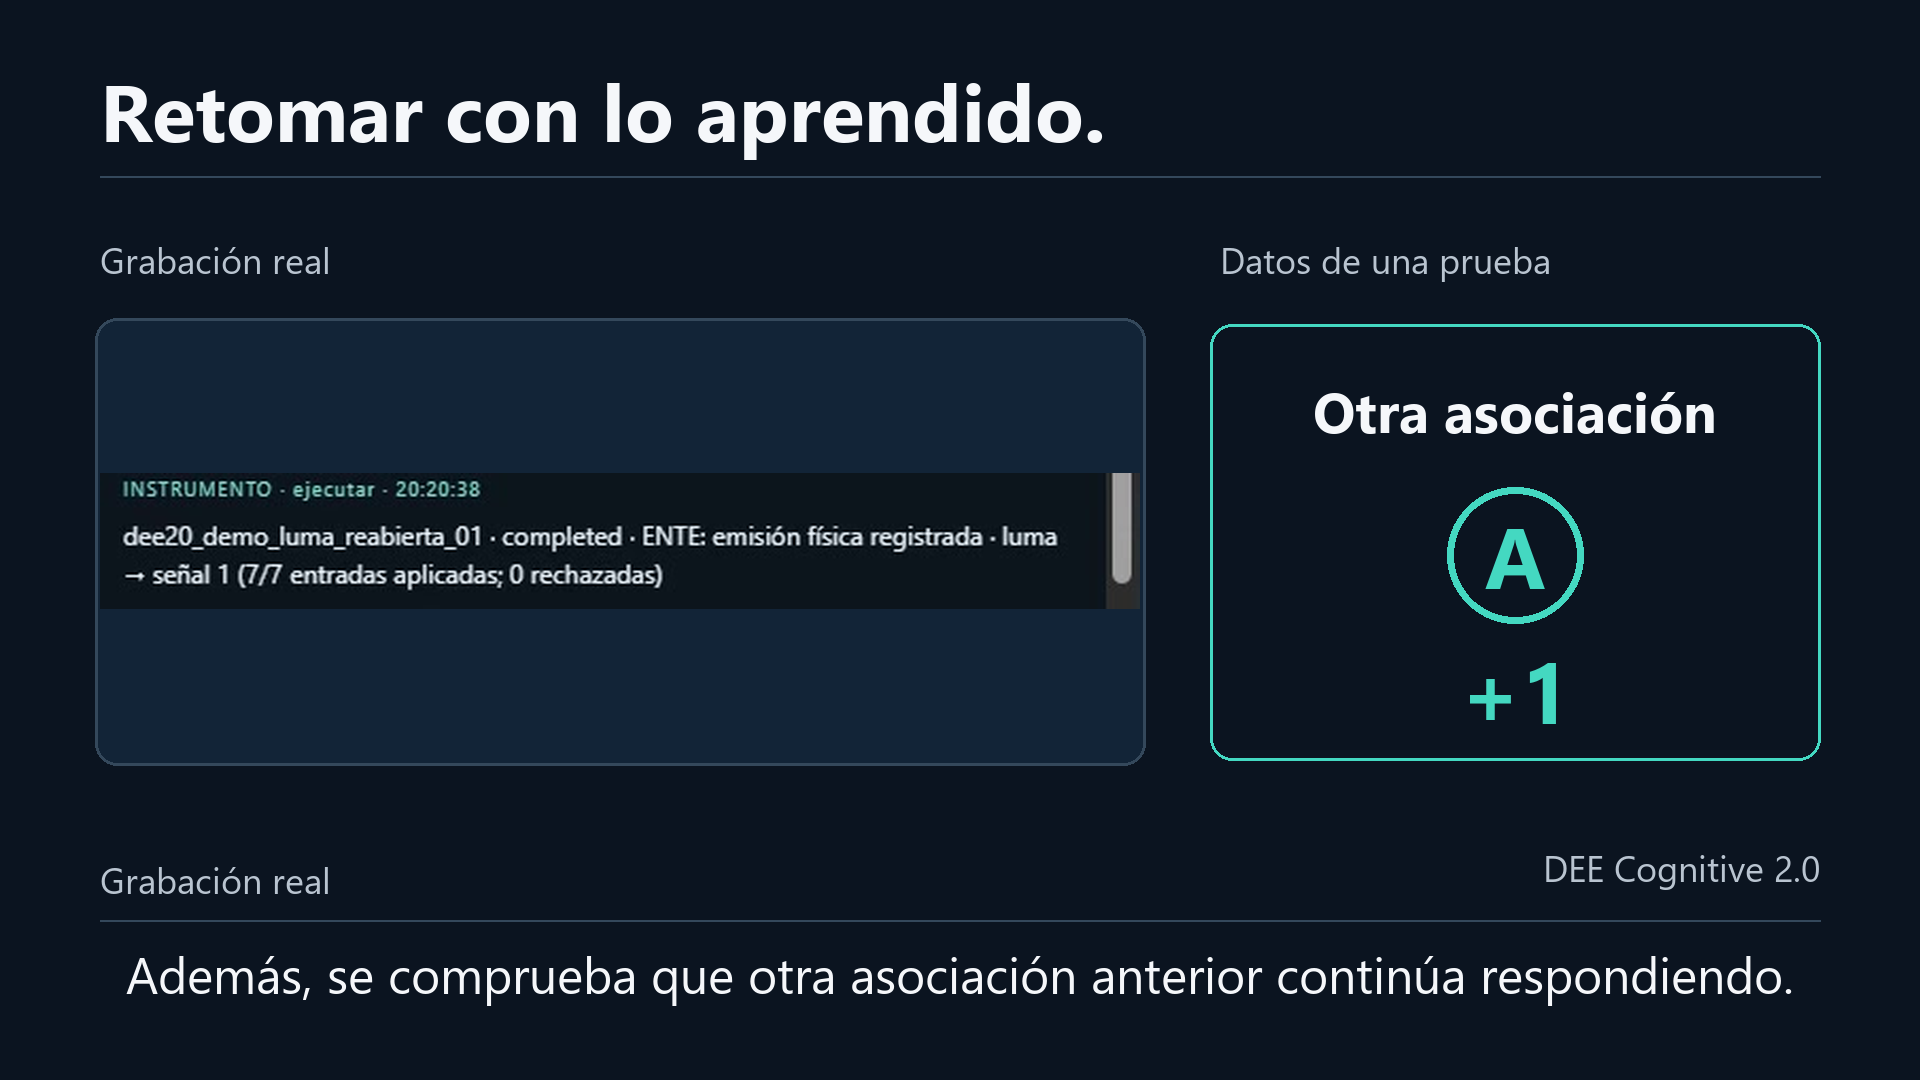 Retomar con lo aprendido.
Grabación real
Datos de una prueba
INSTRUMENTO - ejecutar - 20:20:38
dee20_demo_luma_reabierta_01 · completed · ENTE: emisión física registrada · luma
→ señal 1 (7/7 entradas aplicadas; 0 rechazadas)
Otra asociación
A
+1
Grabación real
DEE Cognitive 2.0
Además, se comprueba que otra asociación anterior continúa respondiendo.